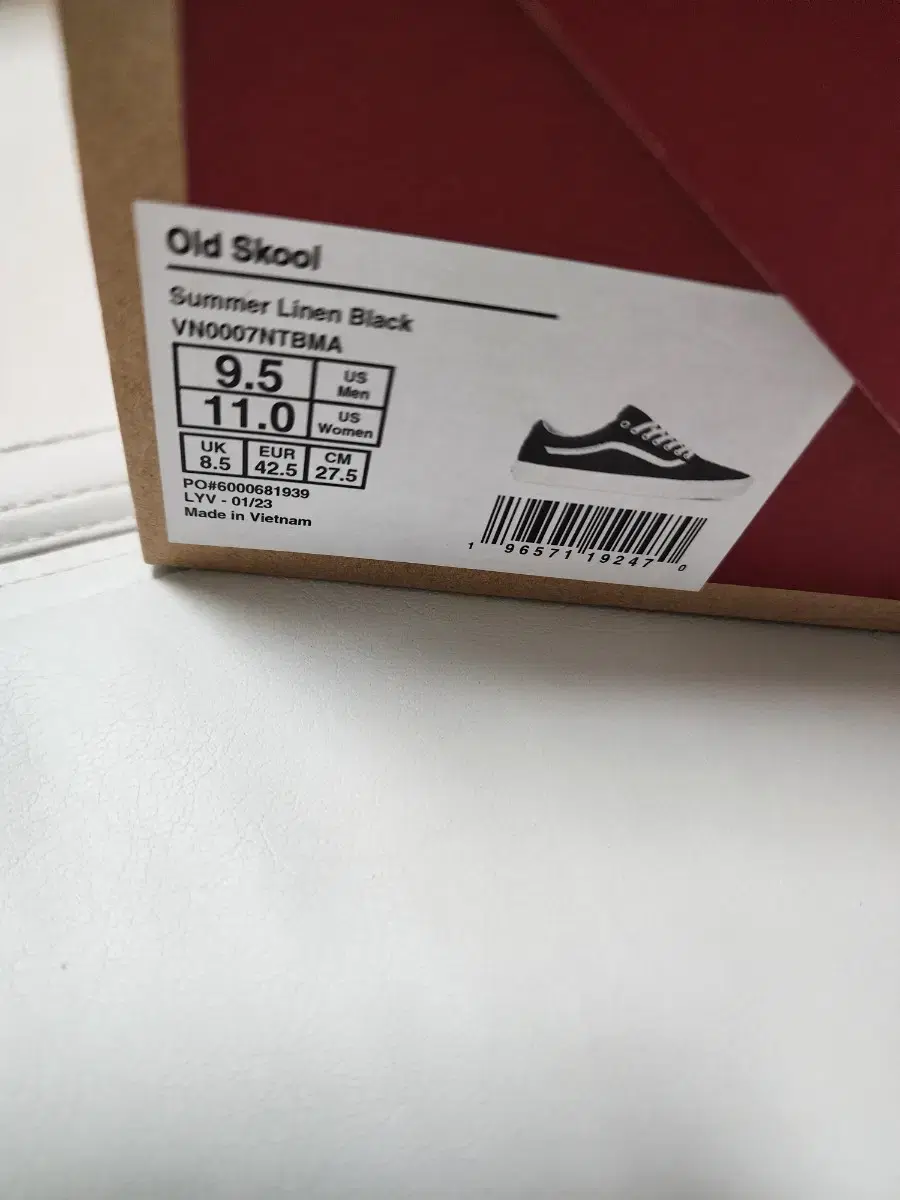 Old Skool
Summer Linen Black
VN0007NTBMA
9.5 US Men
11.0 US Women
UK 8.5 EUR 42.5 CM 27.5
PO#6000681939
LYV - 01/23
Made in Vietnam
1 96571 19247 0